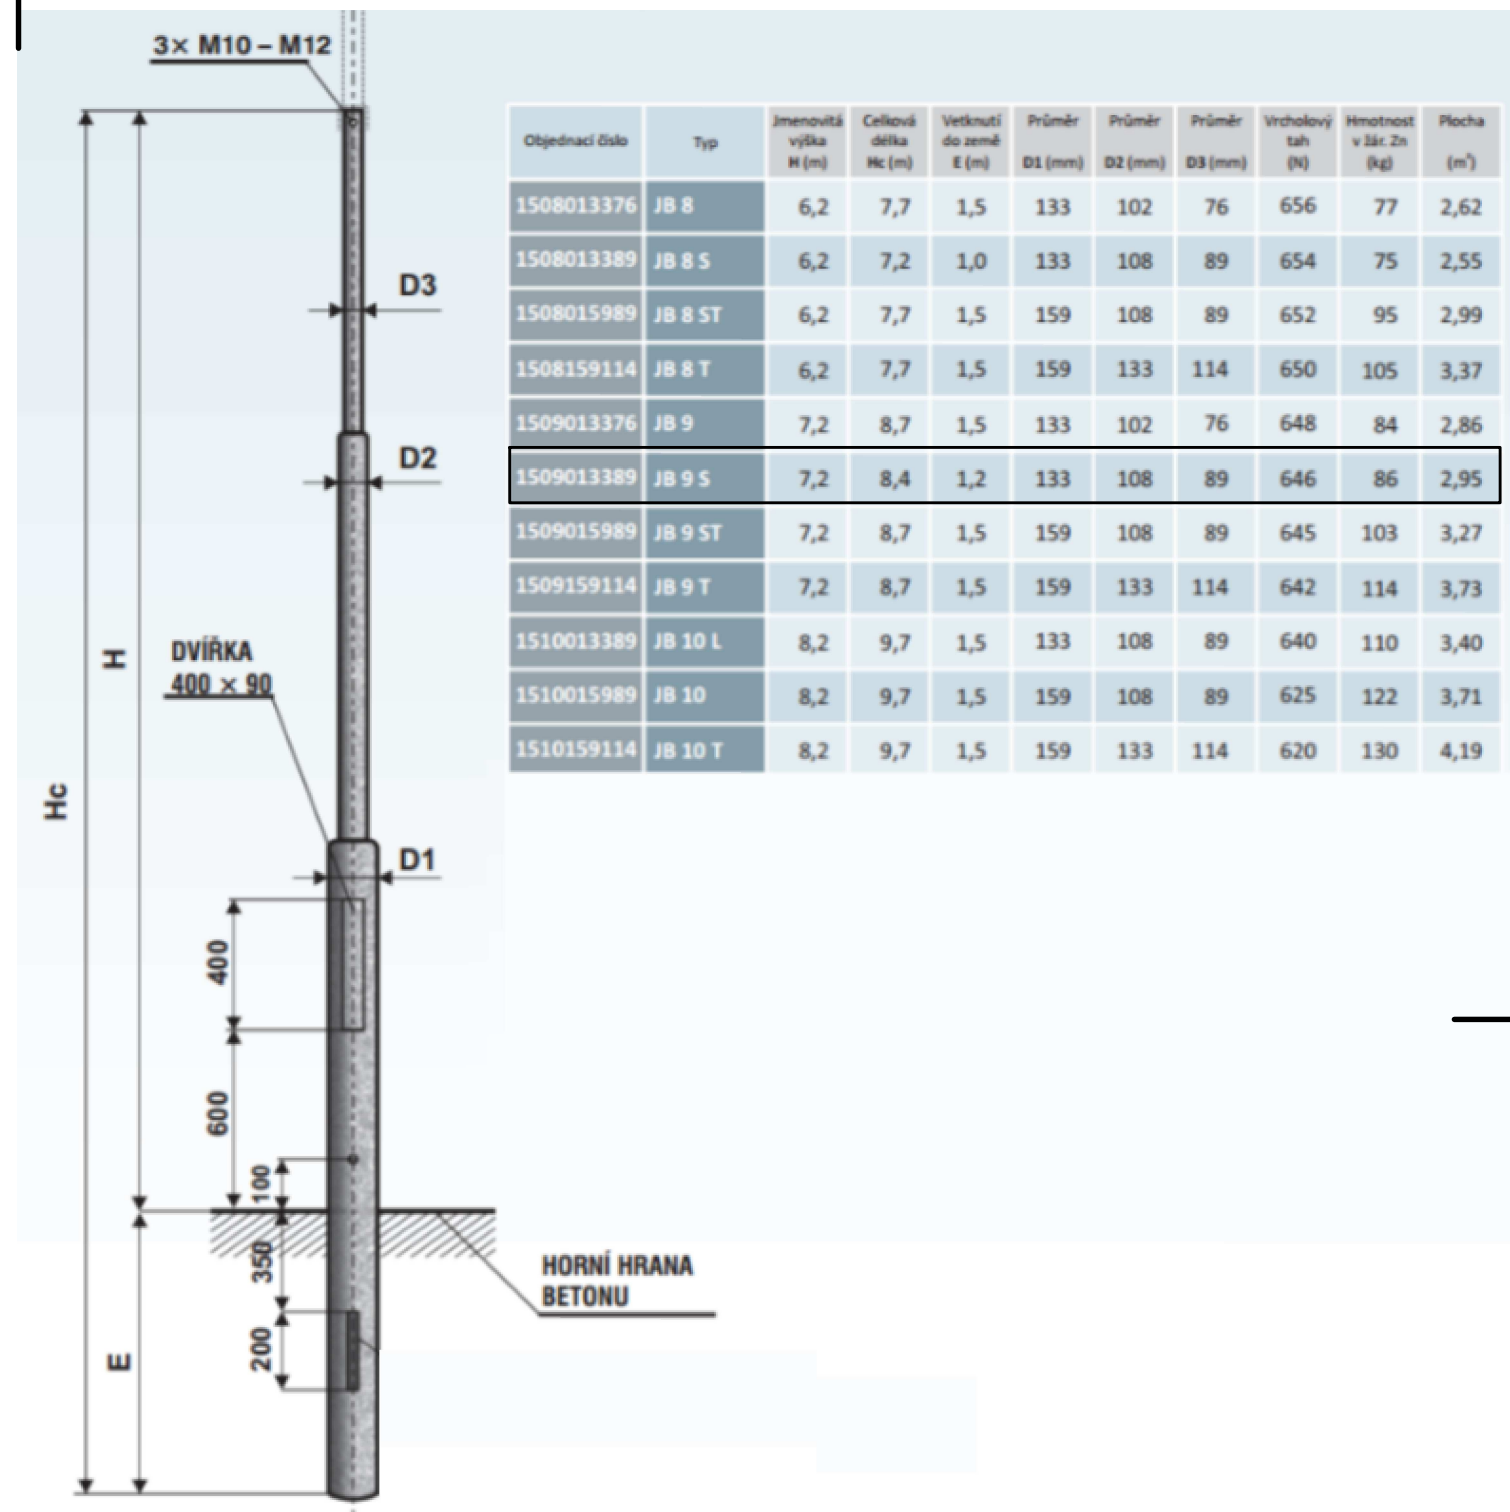 3× M10 – M12
D3
D2
DVÍŘKA
400 × 90
H
Hc
D1
400
600
100
350
200
E
HORNÍ HRANA
BETONU
Objednací číslo Typ Jmenovitá výška H (m) Celková délka Hc (m) Vetknutí do země E (m) Průměr D1 (mm) Průměr D2 (mm) Průměr D3 (mm) Vrcholový tah (N) Hmotnost v žár. Zn (kg) Plocha (m²)
1508013376 JB 8 6,2 7,7 1,5 133 102 76 656 77 2,62
1508013389 JB 8 S 6,2 7,2 1,0 133 108 89 654 75 2,55
1508015989 JB 8 ST 6,2 7,7 1,5 159 108 89 652 95 2,99
1508159114 JB 8 T 6,2 7,7 1,5 159 133 114 650 105 3,37
1509013376 JB 9 7,2 8,7 1,5 133 102 76 648 84 2,86
1509013389 JB 9 S 7,2 8,4 1,2 133 108 89 646 86 2,95
1509015989 JB 9 ST 7,2 8,7 1,5 159 108 89 645 103 3,27
1509159114 JB 9 T 7,2 8,7 1,5 159 133 114 642 114 3,73
1510013389 JB 10 L 8,2 9,7 1,5 133 108 89 640 110 3,40
1510015989 JB 10 8,2 9,7 1,5 159 108 89 625 122 3,71
1510159114 JB 10 T 8,2 9,7 1,5 159 133 114 620 130 4,19